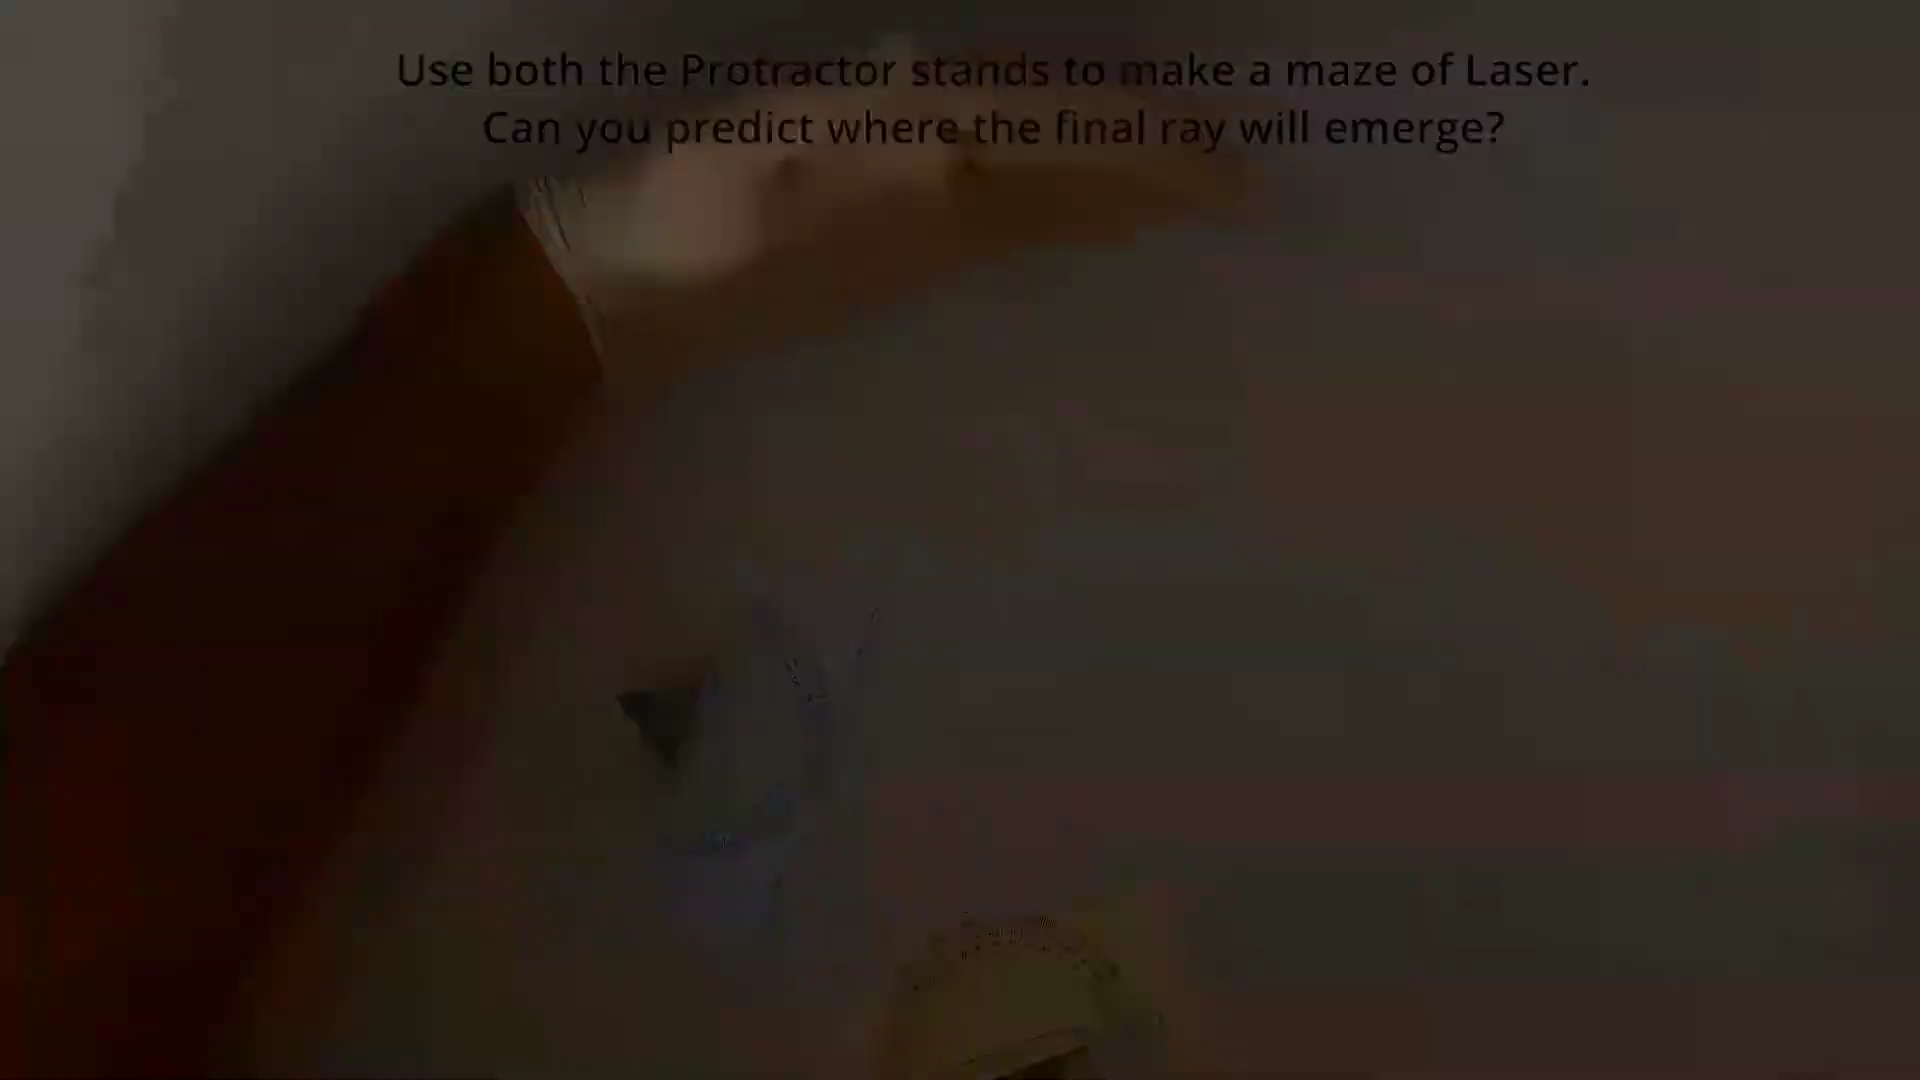 Use both the Protractor stands to make a maze of Laser.
Can you predict where the final ray will emerge?